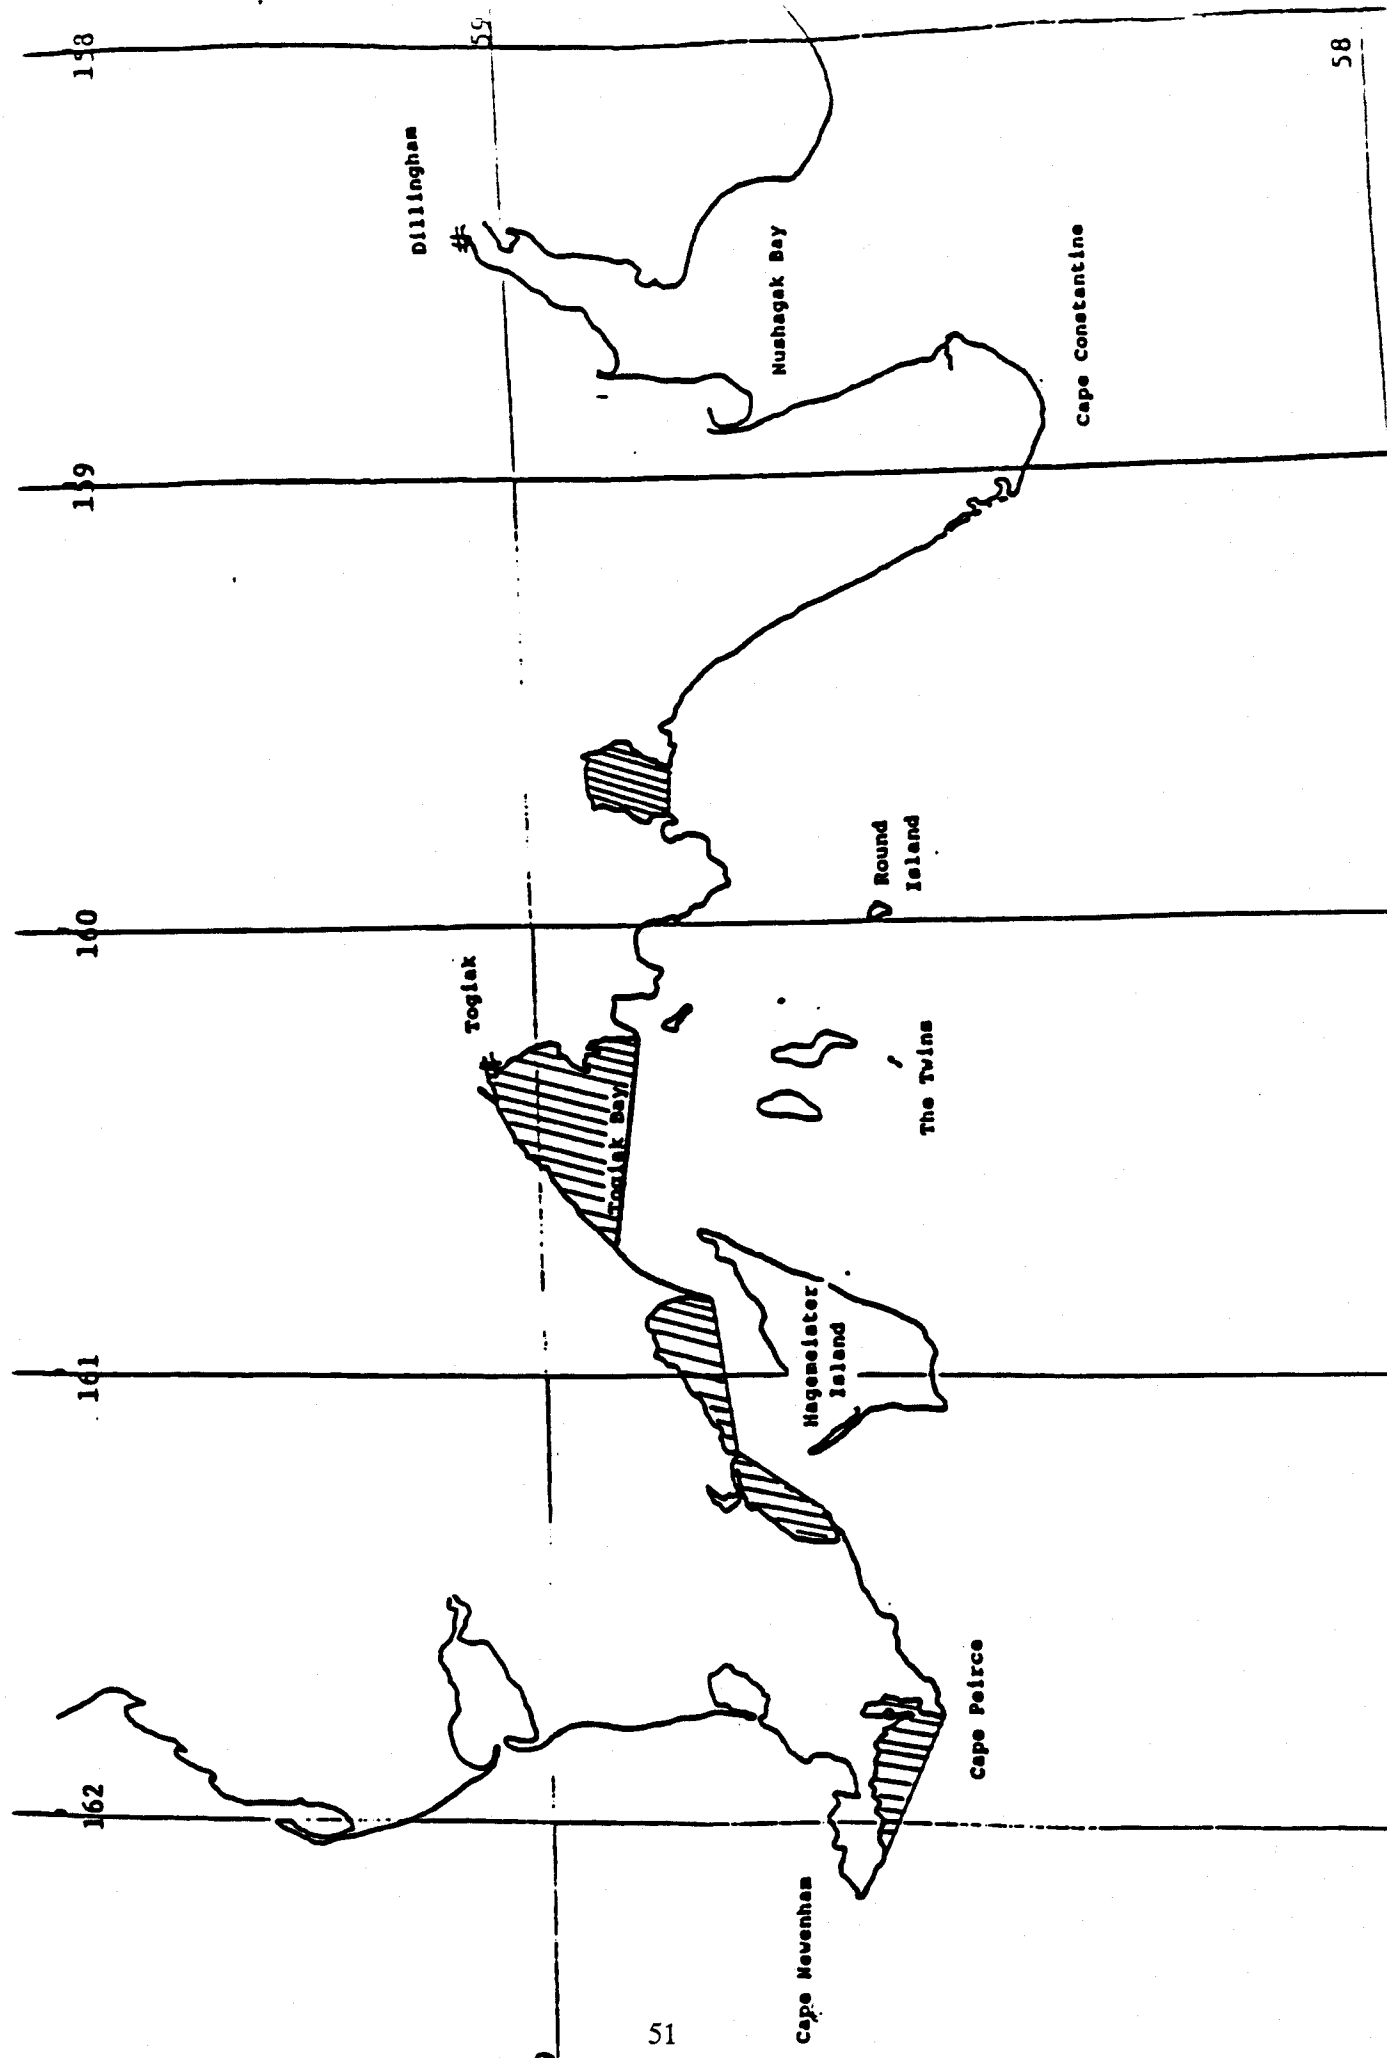 158
59
58
Dillingham
#
Nushagak Bay
Cape Constantine
159
160
Togiak
#
Togiak Bay
Round
Island
The Twins
161
Hagemeister
Island
162
Cape Peirce
Cape Newenham
51